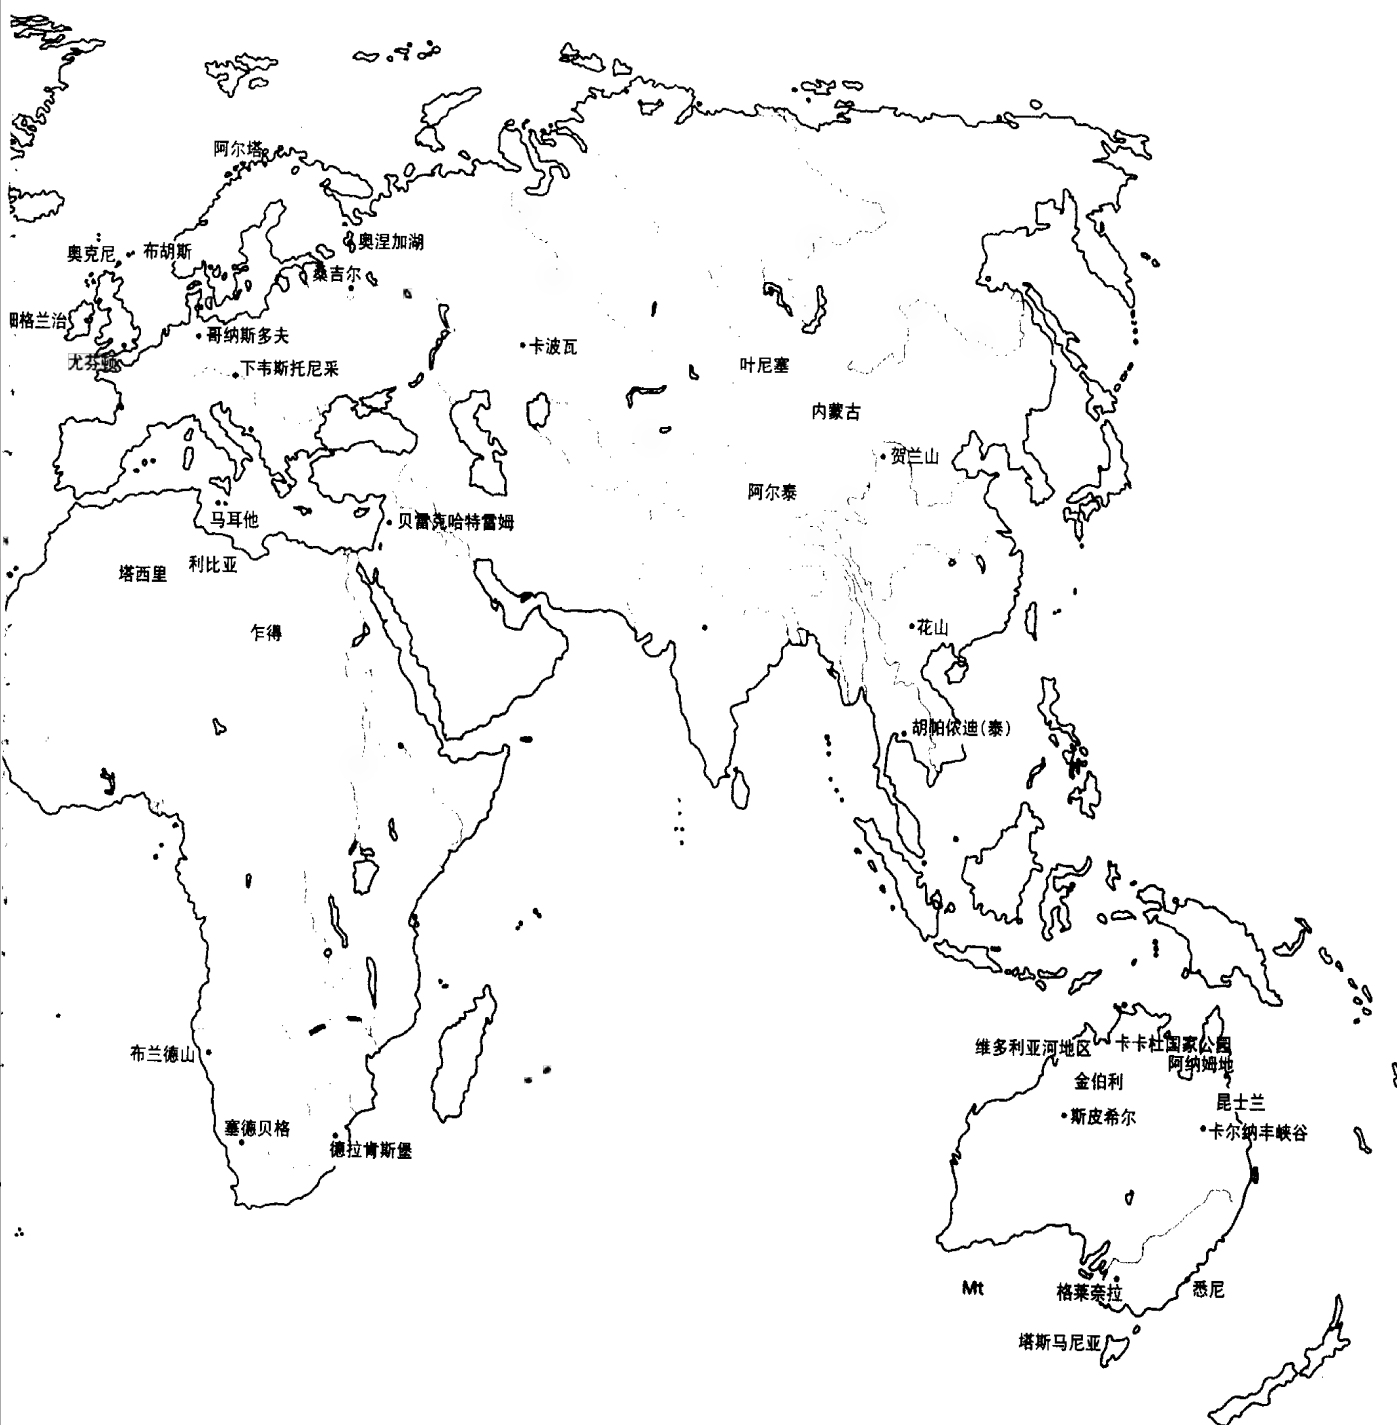 阿尔塔
奥克尼
布胡斯
奥涅加湖
桑吉尔
细格兰治
哥纳斯多夫
卡波瓦
尤芬顿
下韦斯托尼采
叶尼塞
内蒙古
贺兰山
阿尔泰
马耳他
贝雷克哈特雷姆
塔西里
利比亚
乍得
花山
胡帕侬迪(泰)
布兰德山
维多利亚河地区
卡卡杜国家公园
阿纳姆地
金伯利
昆士兰
斯皮希尔
塞德贝格
卡尔纳丰峡谷
德拉肯斯堡
Mt
格莱奈拉
悉尼
塔斯马尼亚